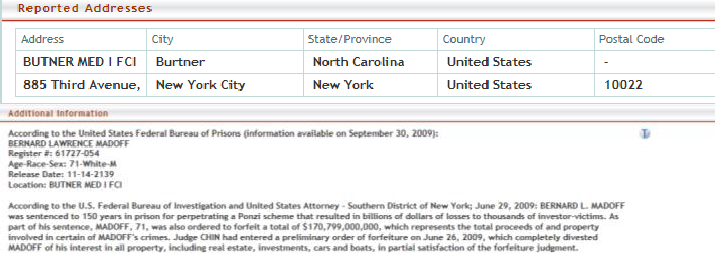 Reported Addresses
Address City State/Province Country Postal Code
BUTNER MED I FCI Burtner North Carolina United States -
885 Third Avenue, New York City New York United States 10022
Additional Information
According to the United States Federal Bureau of Prisons (information available on September 30, 2009):
BERNARD LAWRENCE MADOFF
Register #: 61727-054
Age-Race-Sex: 71-White-M
Release Date: 11-14-2139
Location: BUTNER MED I FCI
According to the U.S. Federal Bureau of Investigation and United States Attorney - Southern District of New York; June 29, 2009: BERNARD L. MADOFF
was sentenced to 150 years in prison for perpetrating a Ponzi scheme that resulted in billions of dollars of losses to thousands of investor-victims. As
part of his sentence, MADOFF, 71, was also ordered to forfeit a total of $170,799,000,000, which represents the total proceeds of and property
involved in certain of MADOFF's crimes. Judge CHIN had entered a preliminary order of forfeiture on June 26, 2009, which completely divested
MADOFF of his interest in all property, including real estate, investments, cars and boats, in partial satisfaction of the forfeiture judgment.